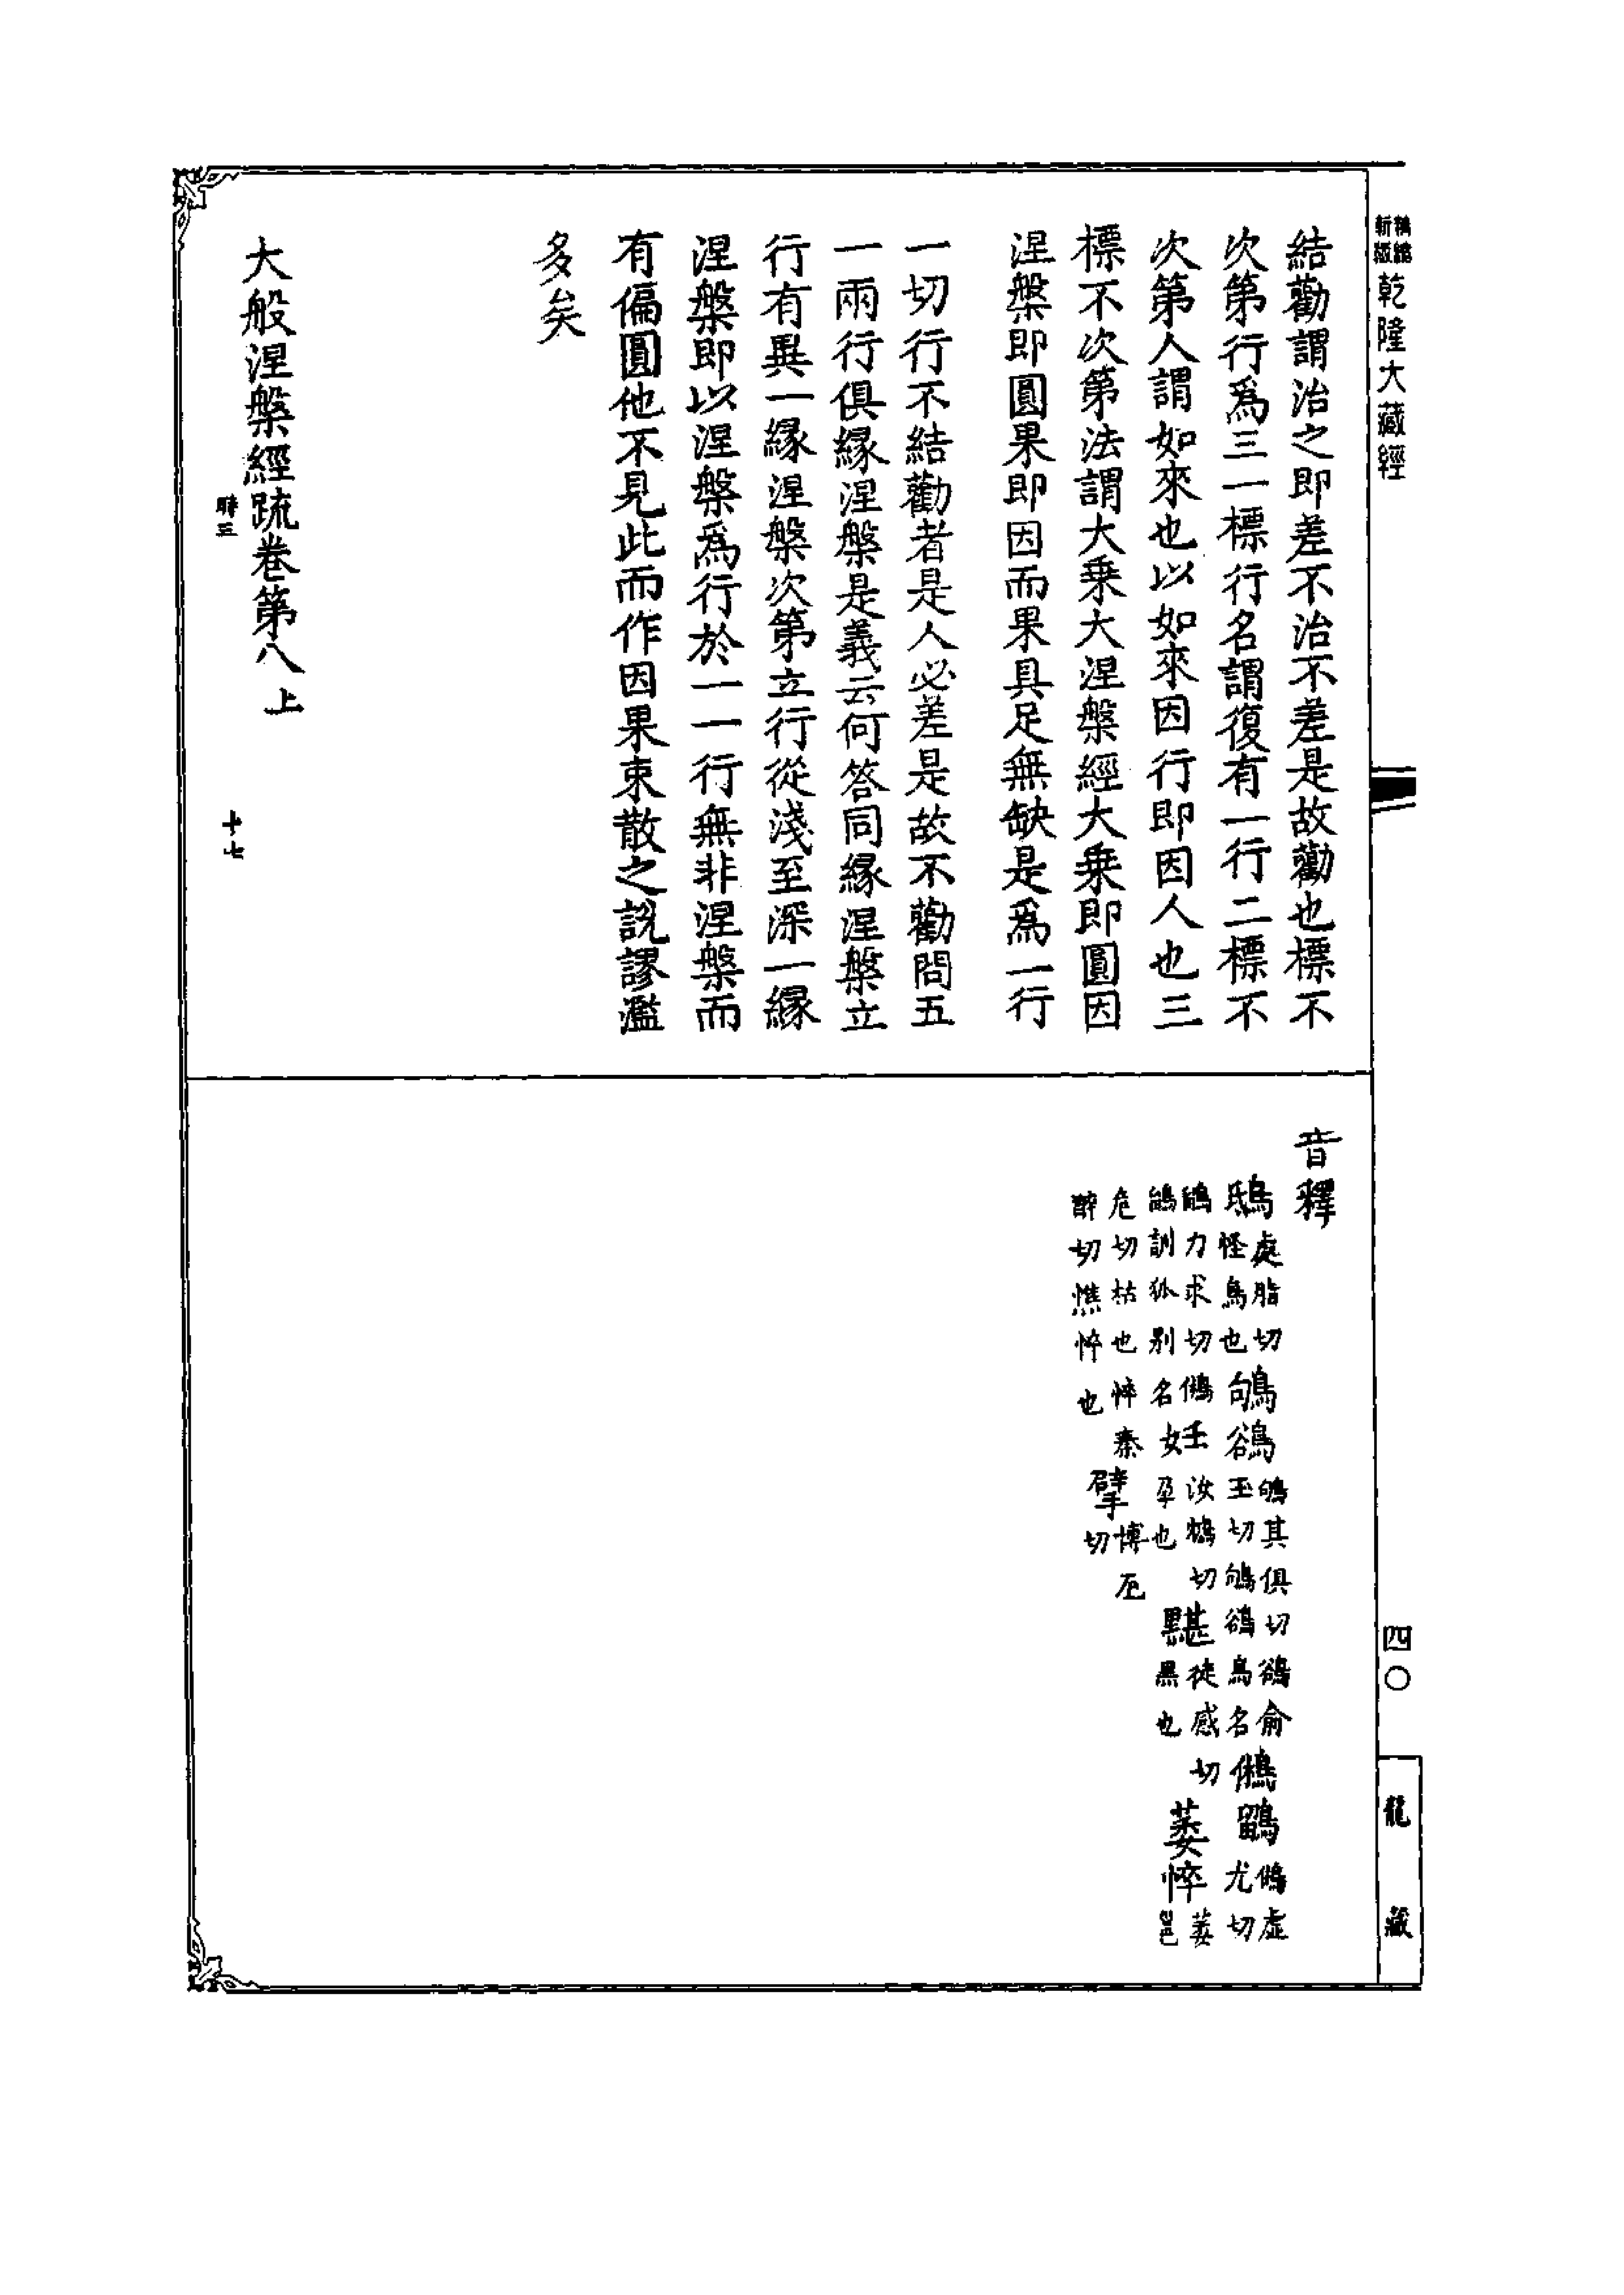 精縮
新版
乾隆大藏經
結勸謂治之即差不治不差是故勸也標不
次第行爲三一標行名謂復有一行二標不
次第人謂如來也以如來因行即因人也三
標不次第法謂大乗大涅槃經大乗即圓因
涅槃即圓果即因而果具足無缺是爲一行
一切行不結勸者是人必差是故不勸問五
一兩行俱縁涅槃是義云何答同縁涅槃立
行有異一縁涅槃次第立行從淺至深一縁
涅槃即以涅槃爲行於一一行無非涅槃而
有偏圓他不見此而作因果束散之說謬濫
多矣
大般涅槃經疏卷第八上
時三
十七
音釋
鴟處脂切怪鳥也鴝鵒鴝其俱切鵒俞玉切鴝鵒鳥名鵂鶹鵂虛尤切
鶹力求切鵂鶹訓狐别名妊汝鴆切孕也黮徒感切黑也萎悴萎邕
危切枯也悴秦醉切憔悴也擘博厄切
四〇
龍藏